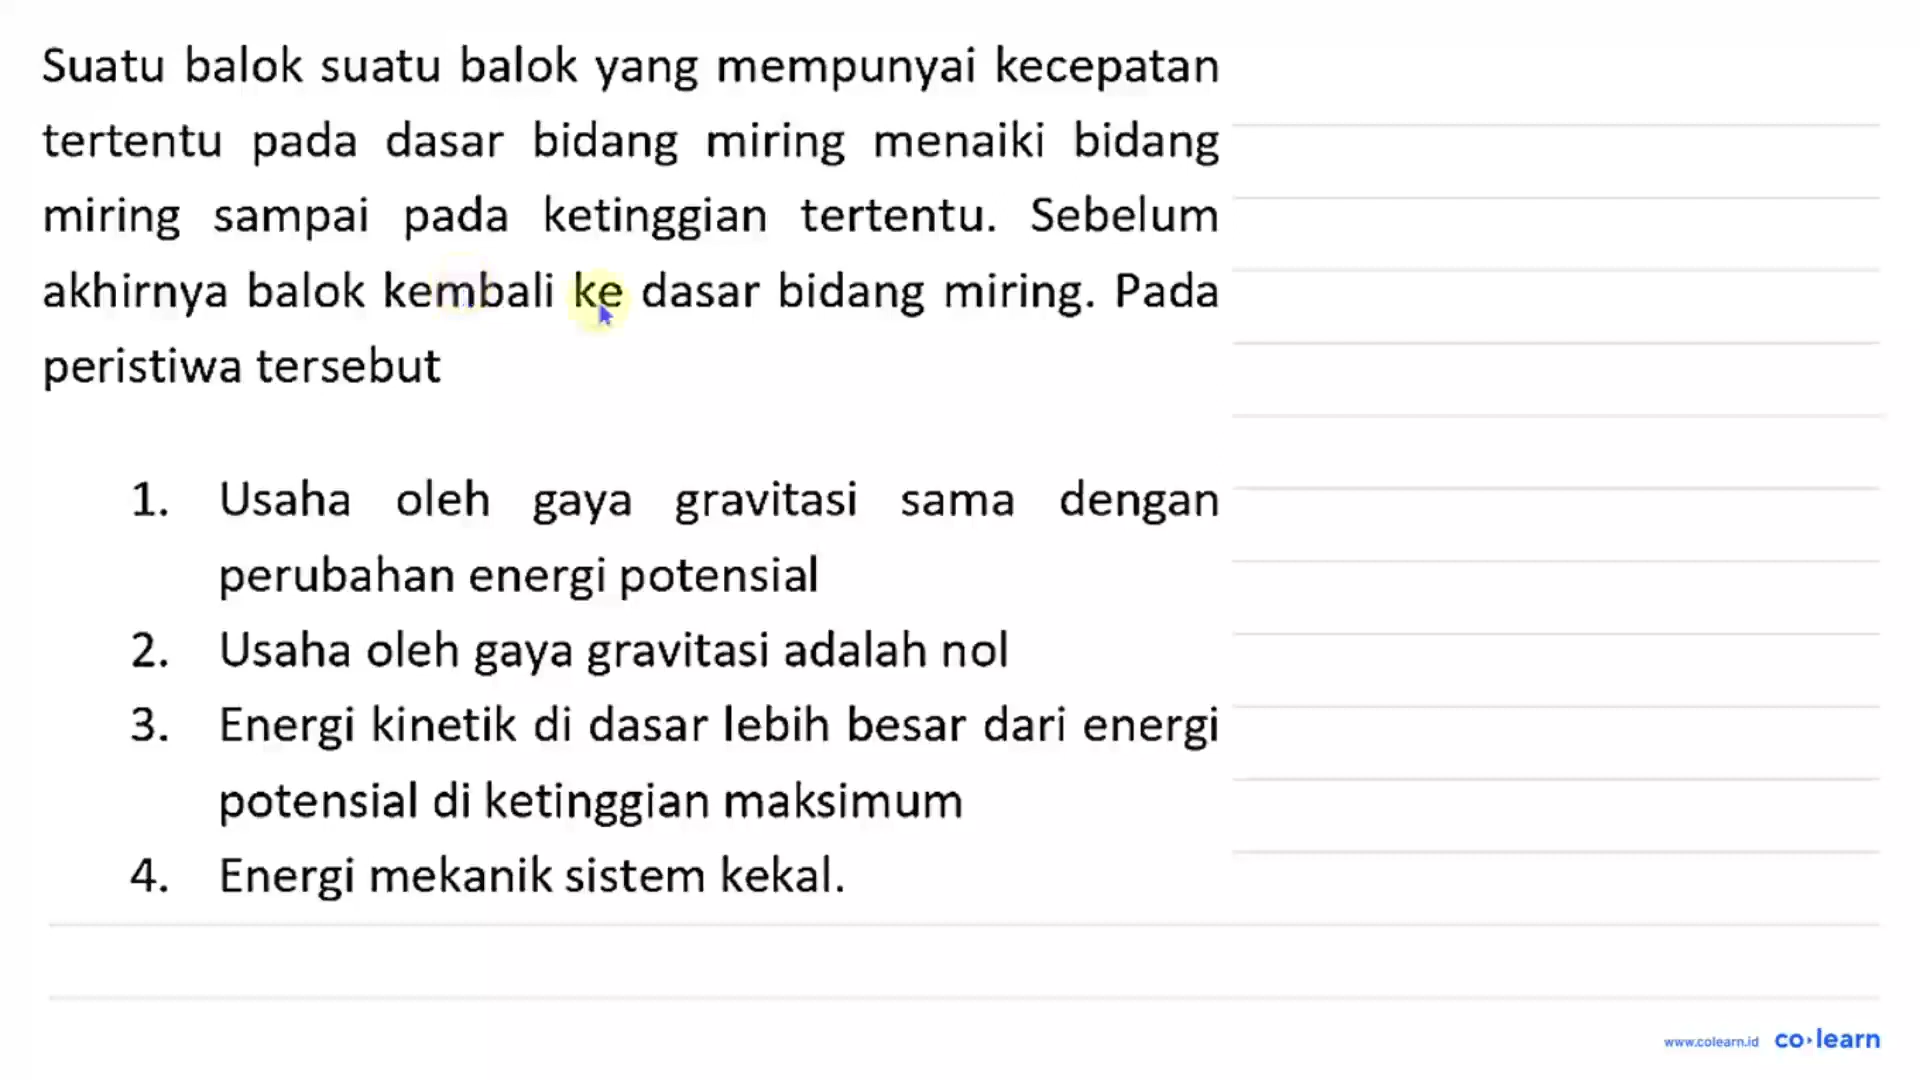 Suatu balok suatu balok yang mempunyai kecepatan
tertentu pada dasar bidang miring menaiki bidang
miring sampai pada ketinggian tertentu. Sebelum
akhirnya balok kembali ke dasar bidang miring. Pada
peristiwa tersebut
1. Usaha oleh gaya gravitasi sama dengan
perubahan energi potensial
2. Usaha oleh gaya gravitasi adalah nol
3. Energi kinetik di dasar lebih besar dari energi
potensial di ketinggian maksimum
4. Energi mekanik sistem kekal.
www.colearn.id co·learn